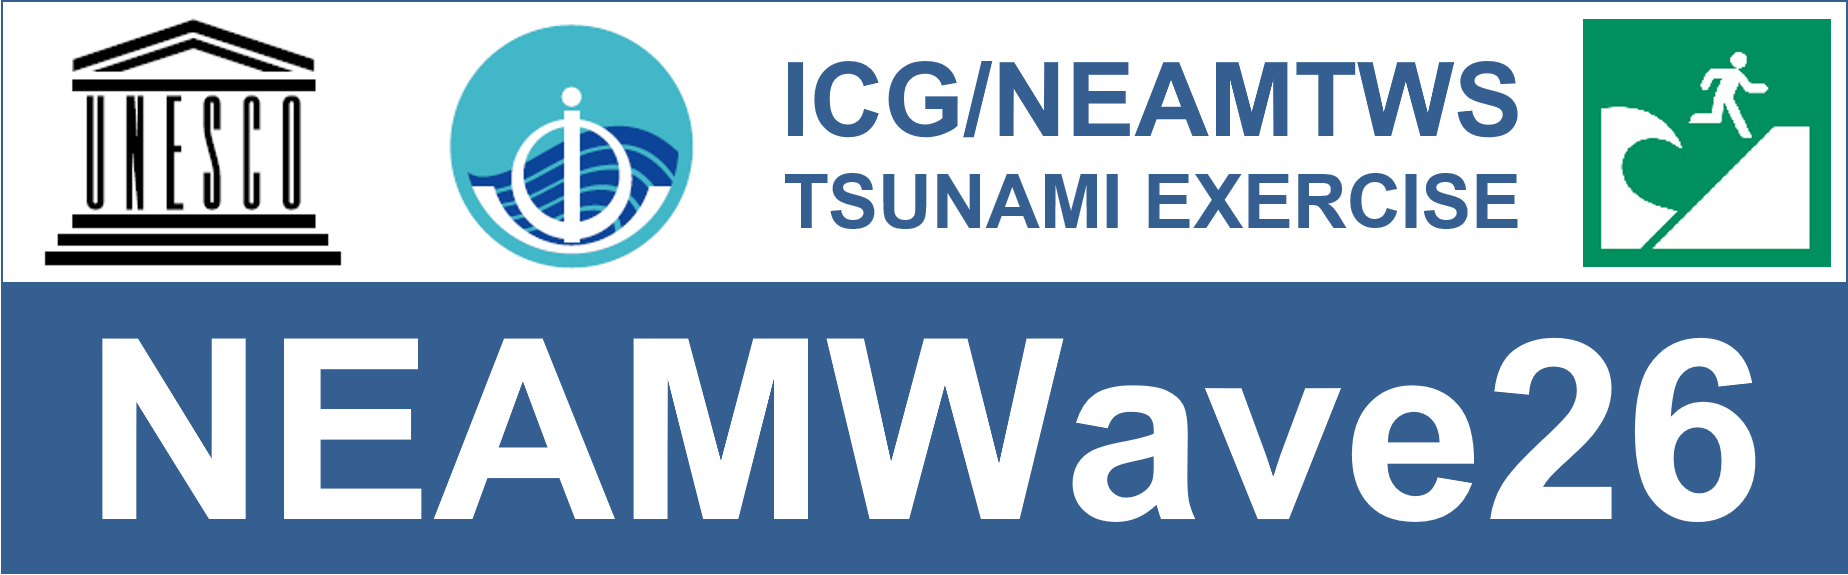 UNESCO
ICG/NEAMTWS
TSUNAMI EXERCISE
NEAMWave26